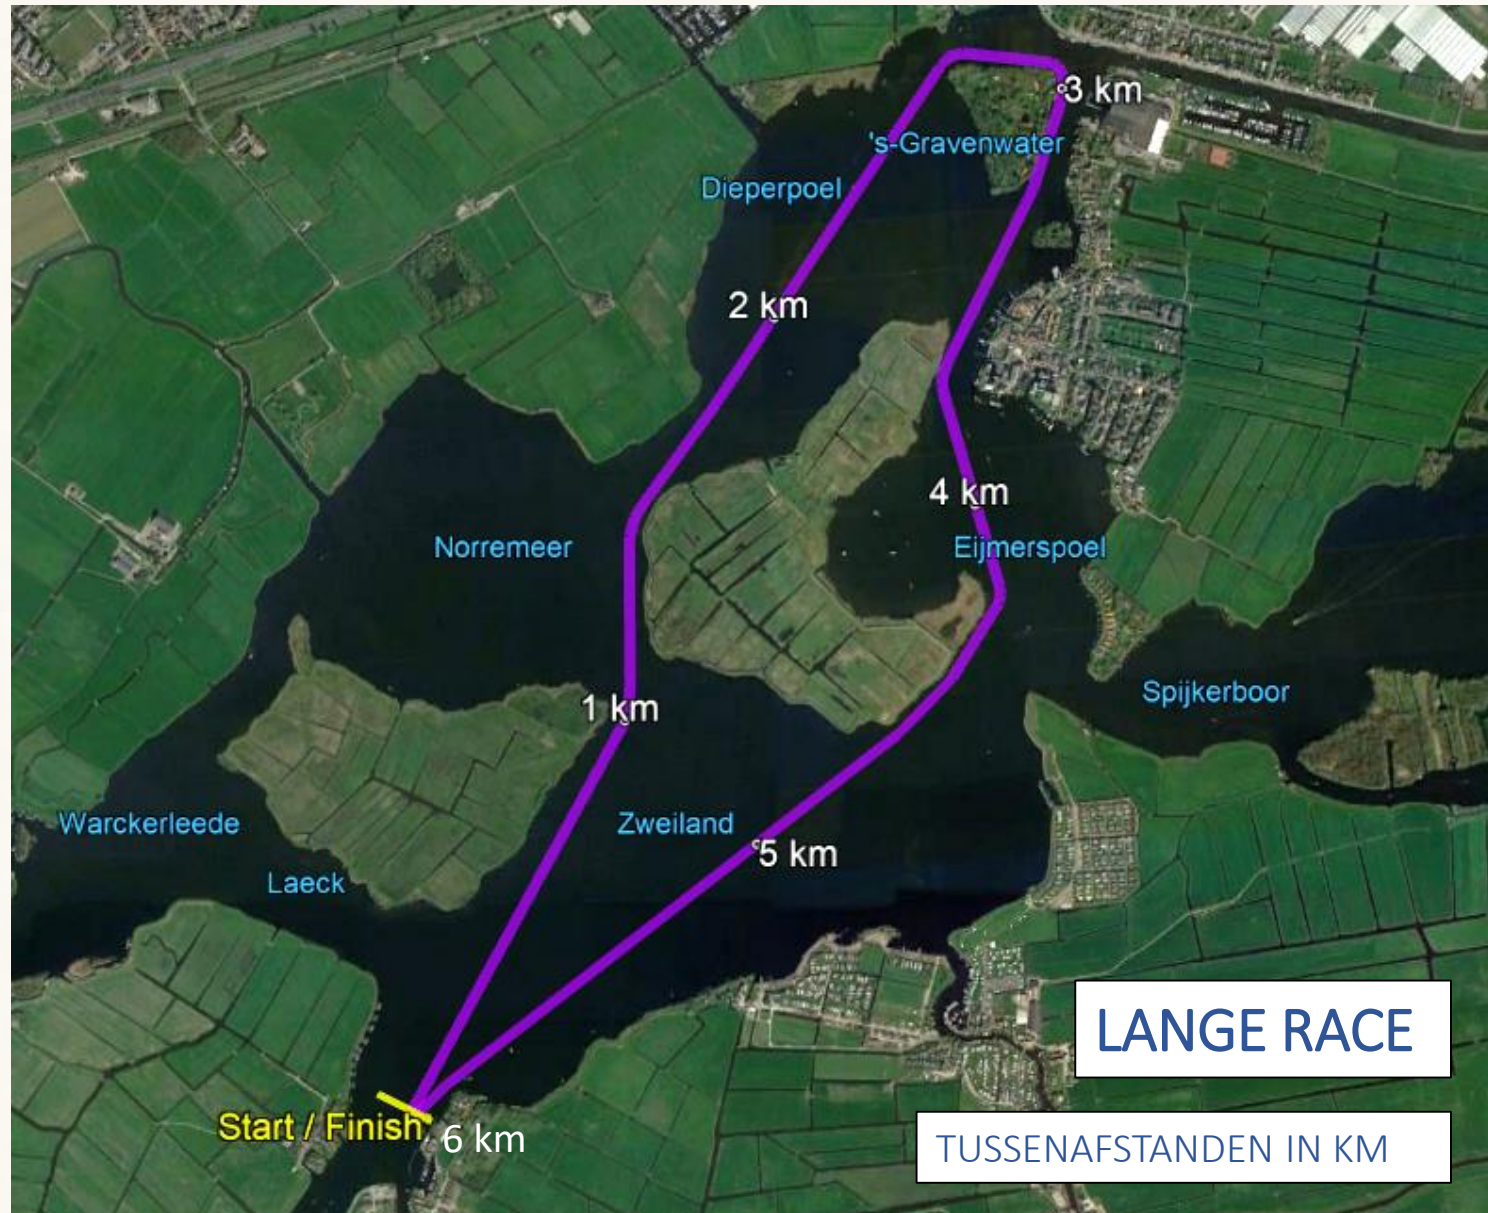 3 km
's-Gravenwater
Dieperpoel
2 km
4 km
Norremeer
Eijmerspoel
Spijkerboor
1 km
Warckerleede
Zweiland
5 km
Laeck
LANGE RACE
Start / Finish
6 km
TUSSENAFSTANDEN IN KM